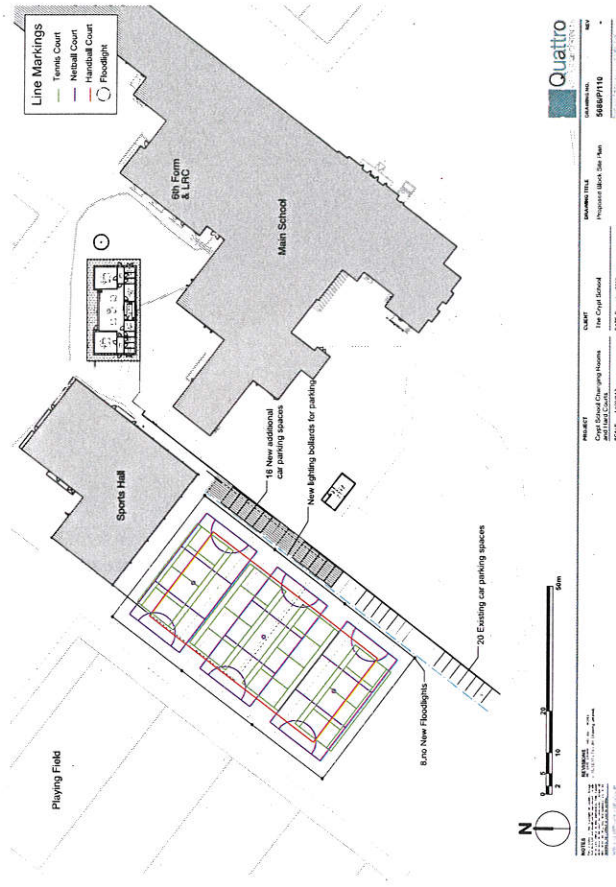 Line Markings
Tennis Court
Netball Court
Handball Court
Floodlight
6th Form
& LRC
Main School
Sports Hall
16 New additional
car parking spaces
New lighting bollards for parking
20 Existing car parking spaces
8.no New Floodlights
Playing Field
N
0 2 5 10 20 50m
Quattro
NOTES
REVISIONS
PROJECT
Crypt School Changing Rooms
and Hard Courts
CLIENT
The Crypt School
DRAWING TITLE
Proposed Block Site Plan
DRAWING NO.
5686/P/110
REV